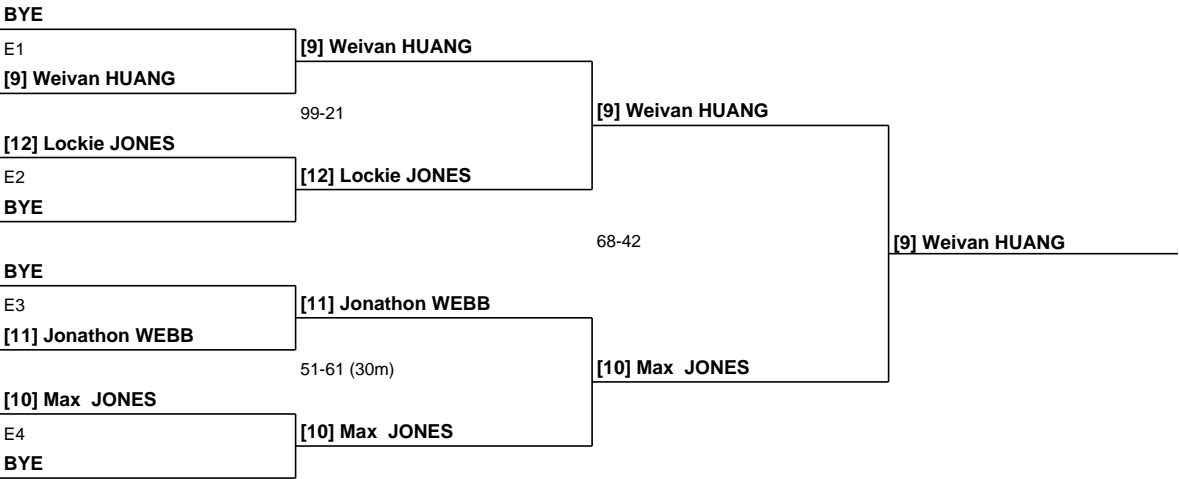 BYE
E1
[9] Weivan HUANG
[9] Weivan HUANG
99-21
[9] Weivan HUANG
[12] Lockie JONES
E2
[12] Lockie JONES
BYE
68-42
[9] Weivan HUANG
BYE
E3
[11] Jonathon WEBB
[11] Jonathon WEBB
51-61 (30m)
[10] Max  JONES
[10] Max  JONES
E4
[10] Max  JONES
BYE